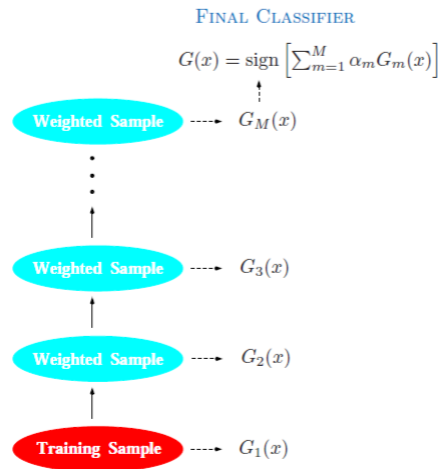 FINAL CLASSIFIER
G(x) = sign [∑_{m=1}^{M} α_m G_m(x)]
Weighted Sample G_M(x)
Weighted Sample G_3(x)
Weighted Sample G_2(x)
Training Sample G_1(x)